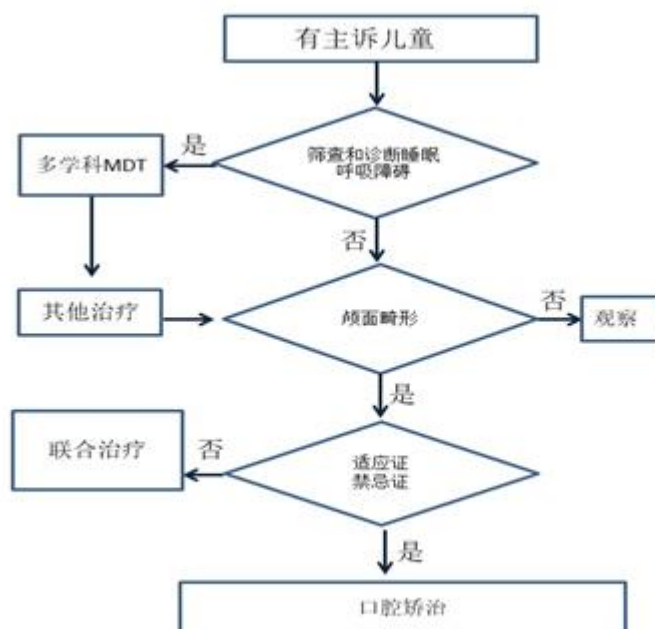 有主诉儿童
是
筛查和诊断睡眠
呼吸障碍
多学科MDT
否
其他治疗
颅面畸形
否
观察
是
联合治疗
否
适应证
禁忌证
是
口腔矫治